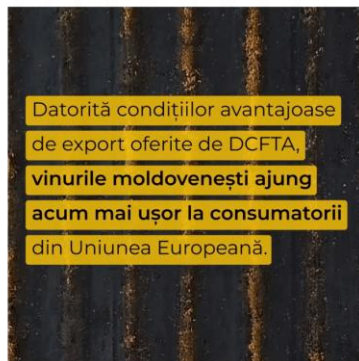 Datorită condițiilor avantajoase
de export oferite de DCFTA,
vinurile moldovenești ajung
acum mai ușor la consumatorii
din Uniunea Europeană.